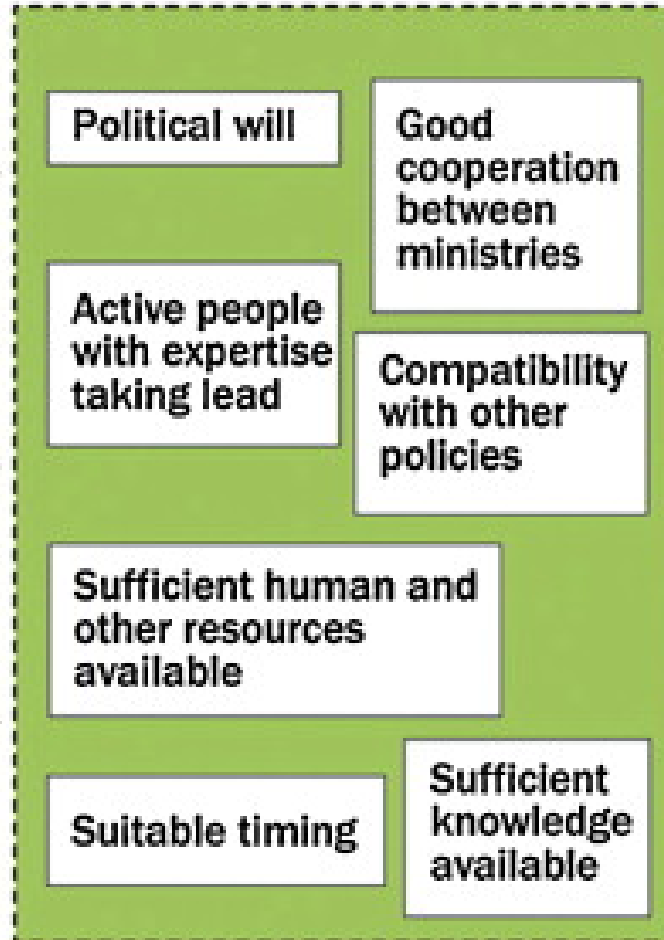 Political will
Good
cooperation
between
ministries
Active people
with expertise
taking lead
Compatibility
with other
policies
Sufficient human and
other resources
available
Suitable timing
Sufficient
knowledge
available